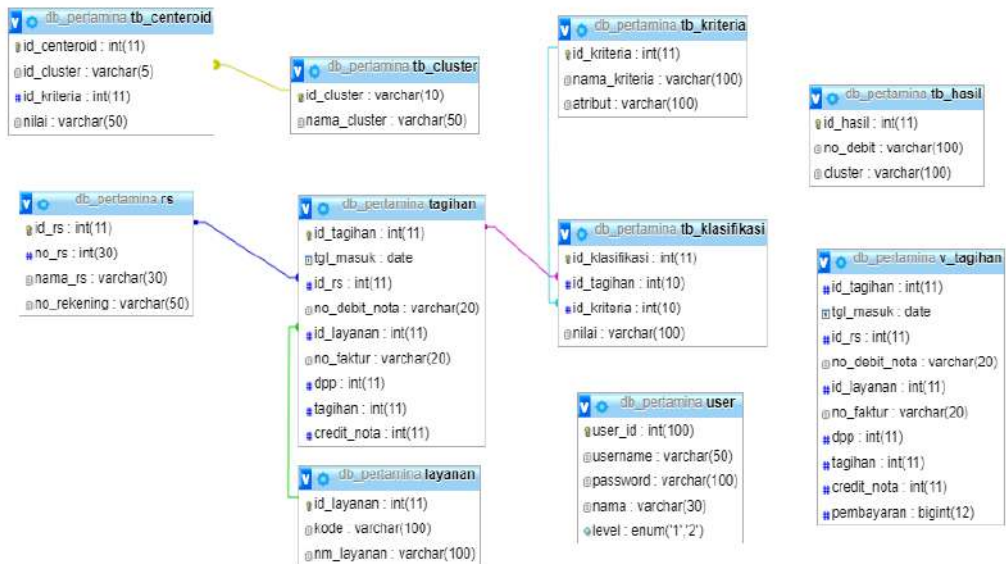 db_pertamina tb_centeroid
id_centeroid : int(11)
id_cluster : varchar(5)
id_kriteria : int(11)
nilai : varchar(50)
db_pertamina tb_cluster
id_cluster : varchar(10)
nama_cluster : varchar(50)
db_pertamina tb_kriteria
id_kriteria : int(11)
nama_kriteria : varchar(100)
atribut : varchar(100)
db_pertamina tb_hasil
id_hasil : int(11)
no_debit : varchar(100)
cluster : varchar(100)
db_pertamina rs
id_rs : int(11)
no_rs : int(30)
nama_rs : varchar(30)
no_rekening : varchar(50)
db_pertamina tagihan
id_tagihan : int(11)
tgl_masuk : date
id_rs : int(11)
no_debit_nota : varchar(20)
id_layanan : int(11)
no_faktur : varchar(20)
dpp : int(11)
tagihan : int(11)
credit_nota : int(11)
db_pertamina tb_klasifikasi
id_klasifikasi : int(11)
id_tagihan : int(10)
id_kriteria : int(10)
nilai : varchar(100)
db_pertamina v_tagihan
id_tagihan : int(11)
tgl_masuk : date
id_rs : int(11)
no_debit_nota : varchar(20)
id_layanan : int(11)
no_faktur : varchar(20)
dpp : int(11)
tagihan : int(11)
credit_nota : int(11)
pembayaran : bigint(12)
db_pertamina user
user_id : int(100)
username : varchar(50)
password : varchar(100)
nama : varchar(30)
level : enum('1','2')
db_pertamina layanan
id_layanan : int(11)
kode : varchar(100)
nm_layanan : varchar(100)